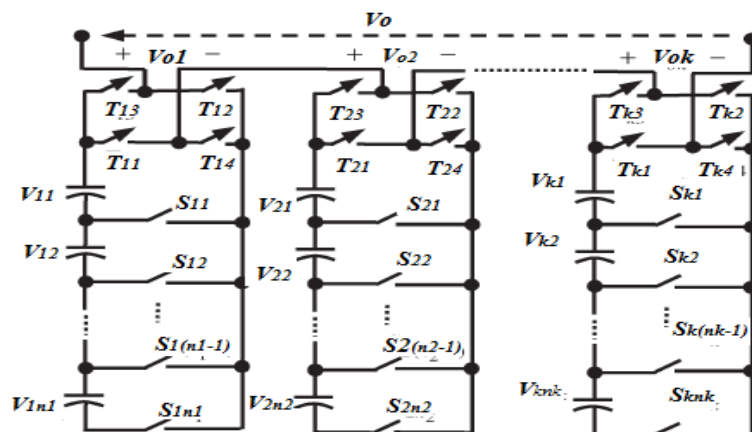 Vo
+ Vo1 − + Vo2 − + Vok −
T13 T12 T23 T22 Tk3 Tk2
T11 T14 T21 T24 Tk1 Tk4
V11 S11 V21 S21 Vk1 Sk1
V12 S12 V22 S22 Vk2 Sk2
S1(n1-1) S2(n2-1) Sk(nk-1)
V1n1 S1n1 V2n2 S2n2 Vknk Sknk